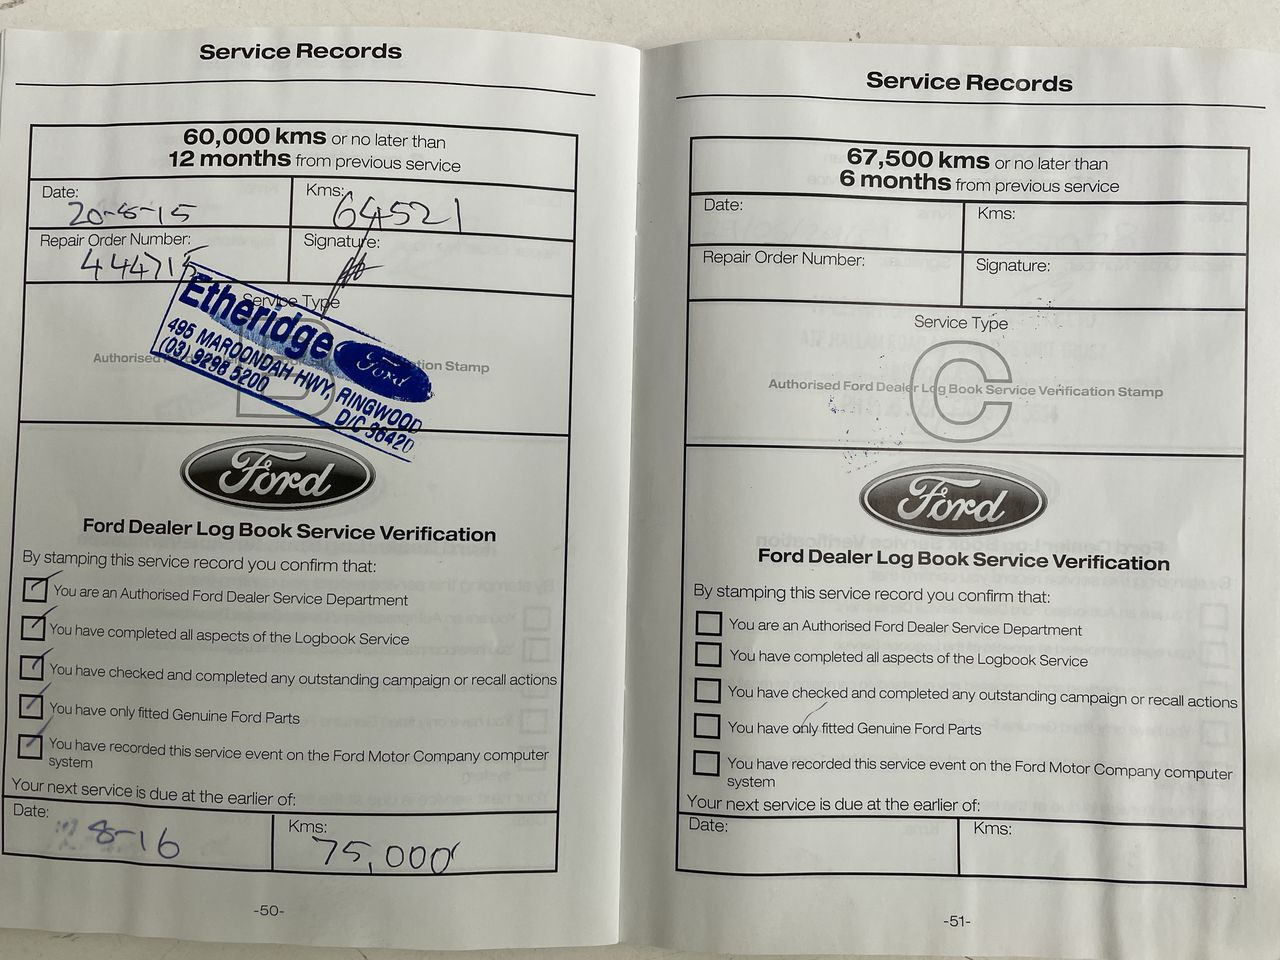 Service Records
60,000 kms or no later than
12 months from previous service
Date:
20-8-15
Kms:
64521
Repair Order Number:
444715
Signature:
Service Type
B
Etheridge
Ford
495 MAROONDAH HWY, RINGWOOD
(03) 9298 5200
D/C 36420
Authorised Ford
tion Stamp
Ford
Ford Dealer Log Book Service Verification
By stamping this service record you confirm that:
You are an Authorised Ford Dealer Service Department
You have completed all aspects of the Logbook Service
You have checked and completed any outstanding campaign or recall actions
You have only fitted Genuine Ford Parts
You have recorded this service event on the Ford Motor Company computer
system
Your next service is due at the earlier of:
Date:
8-16
Kms:
75,000
-50-
Service Records
67,500 kms or no later than
6 months from previous service
Date:
Kms:
Repair Order Number:
Signature:
Service Type
C
Authorised Ford Dealer Log Book Service Verification Stamp
Ford
Ford Dealer Log Book Service Verification
By stamping this service record you confirm that:
You are an Authorised Ford Dealer Service Department
You have completed all aspects of the Logbook Service
You have checked and completed any outstanding campaign or recall actions
You have only fitted Genuine Ford Parts
You have recorded this service event on the Ford Motor Company computer
system
Your next service is due at the earlier of:
Date:
Kms:
-51-